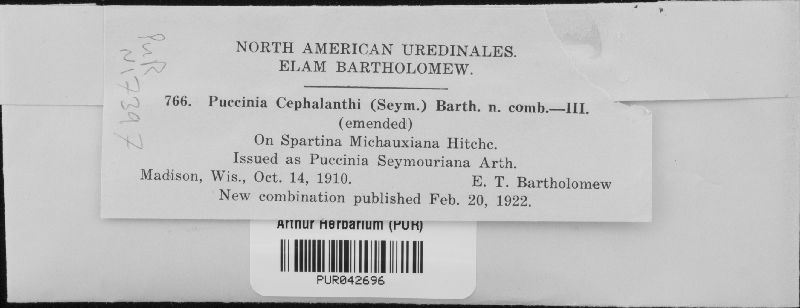 PUR
N17397
NORTH AMERICAN UREDINALES.
ELAM BARTHOLOMEW.
766. Puccinia Cephalanthi (Seym.) Barth. n. comb.—III.
(emended)
On Spartina Michauxiana Hitchc.
Issued as Puccinia Seymouriana Arth.
Madison, Wis., Oct. 14, 1910. E. T. Bartholomew
New combination published Feb. 20, 1922.
Arthur Herbarium (PUR)
PUR042696